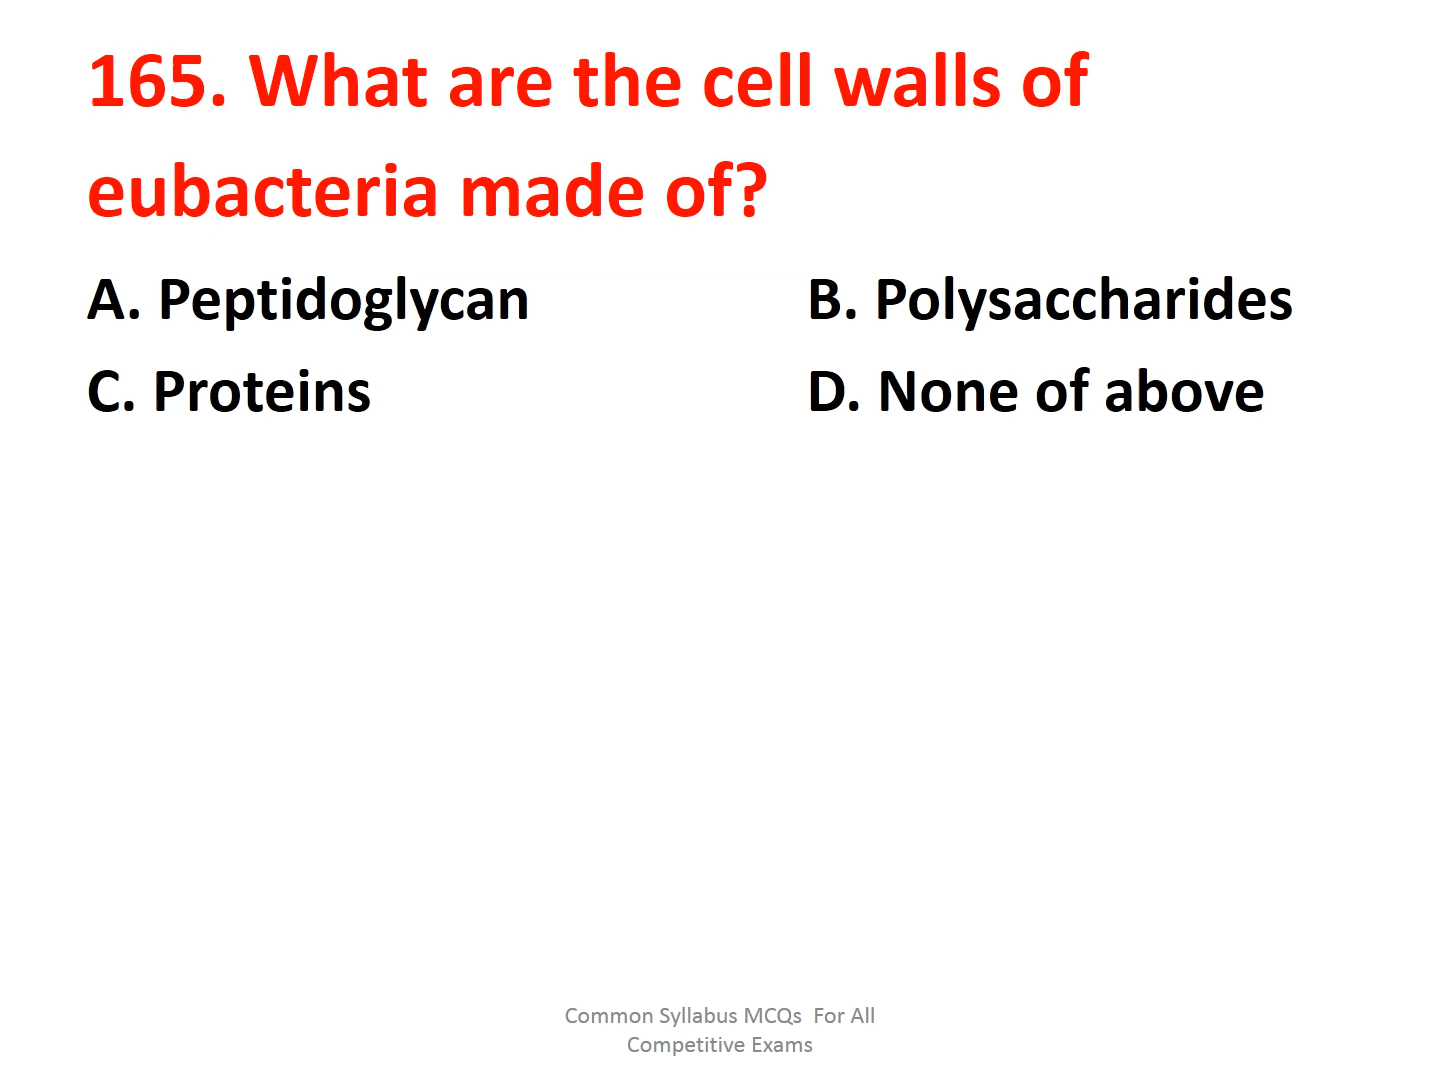 165. What are the cell walls of
eubacteria made of?
A. Peptidoglycan B. Polysaccharides
C. Proteins D. None of above
Common Syllabus MCQs For All
Competitive Exams